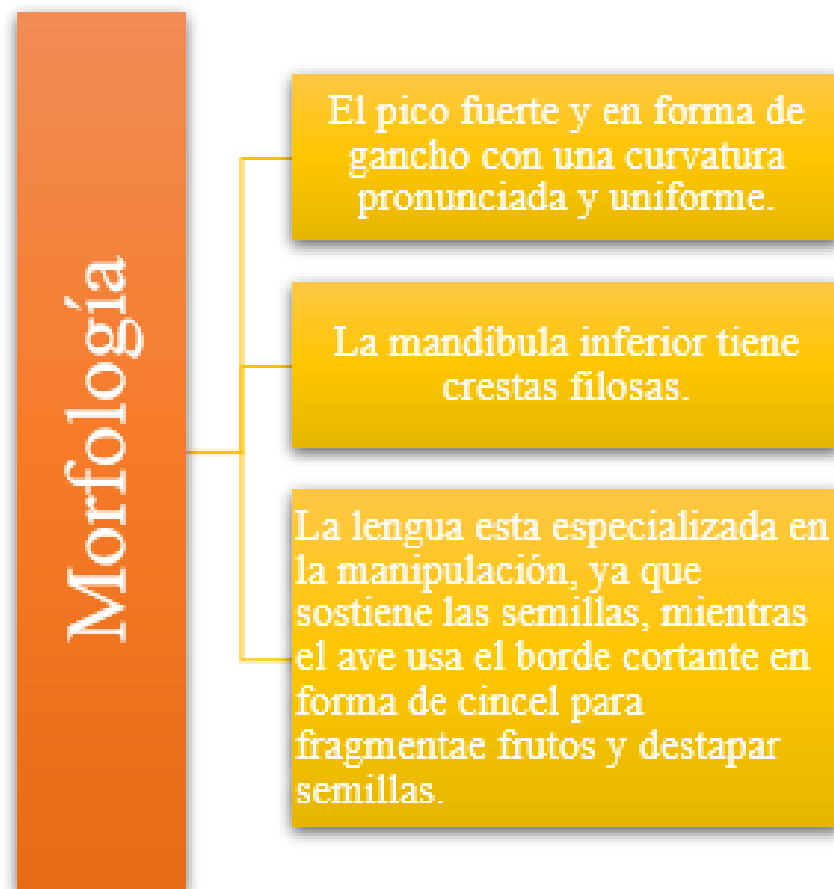 Morfología
El pico fuerte y en forma de
gancho con una curvatura
pronunciada y uniforme.
La mandíbula inferior tiene
crestas filosas.
La lengua esta especializada en
la manipulación, ya que
sostiene las semillas, mientras
el ave usa el borde cortante en
forma de cincel para
fragmentae frutos y destapar
semillas.